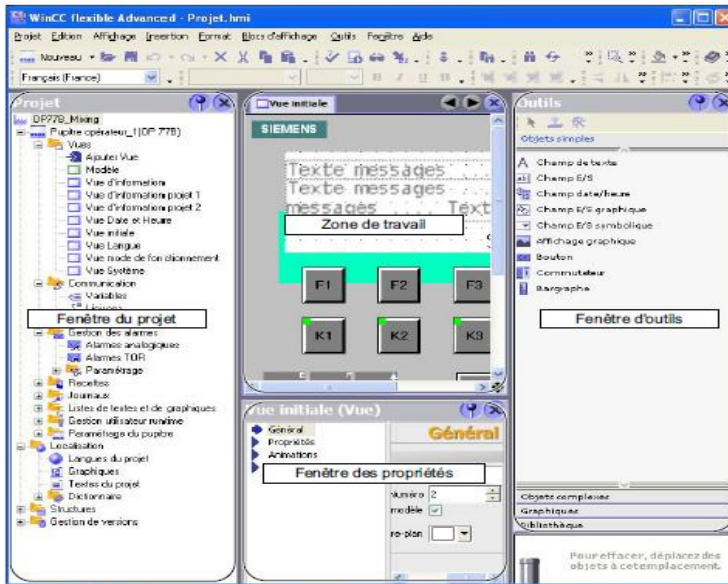 WinCC flexible Advanced - Projet.hmi
Projet Edition Affichage Insertion Format Blocs d'affichage Outils Fenêtre Aide
Nouveau
Français (France)
Projet
DP77B_Mixing
Pupitre opérateur_1(OP 77B)
Vues
Ajouter Vue
Modèle
Vue d'information
Vue d'information projet 1
Vue d'information projet 2
Vue Date et Heure
Vue initiale
Vue Langue
Vue mode de fonctionnement
Vue Système
Communication
Variables
Fenêtre du projet
Gestion des alarmes
Alarmes analogiques
Alarmes TOR
Paramétrage
Recettes
Journaux
Listes de textes et de graphiques
Gestion utilisateur runtime
Paramétrage du pupitre
Localisation
Langues du projet
Graphiques
Textes du projet
Dictionnaire
Structures
Gestion de versions
Vue initiale
SIEMENS
Texte messages
Texte messages
messages ... Text
Zone de travail
F1 F2 F3
K1 K2 K3
Vue initiale (Vue)
Général
Propriétés
Animations
Général
Fenêtre des propriétés
Numéro 2
modèle
re-plan
Outils
Objets simples
Champ de texte
Champ E/S
Champ date/heure
Champ E/S graphique
Champ E/S symbolique
Affichage graphique
Bouton
Commutateur
Bargraphe
Fenêtre d'outils
Objets complexes
Graphiques
Bibliothèque
Pour effacer, déplacez des
objets à cet emplacement.